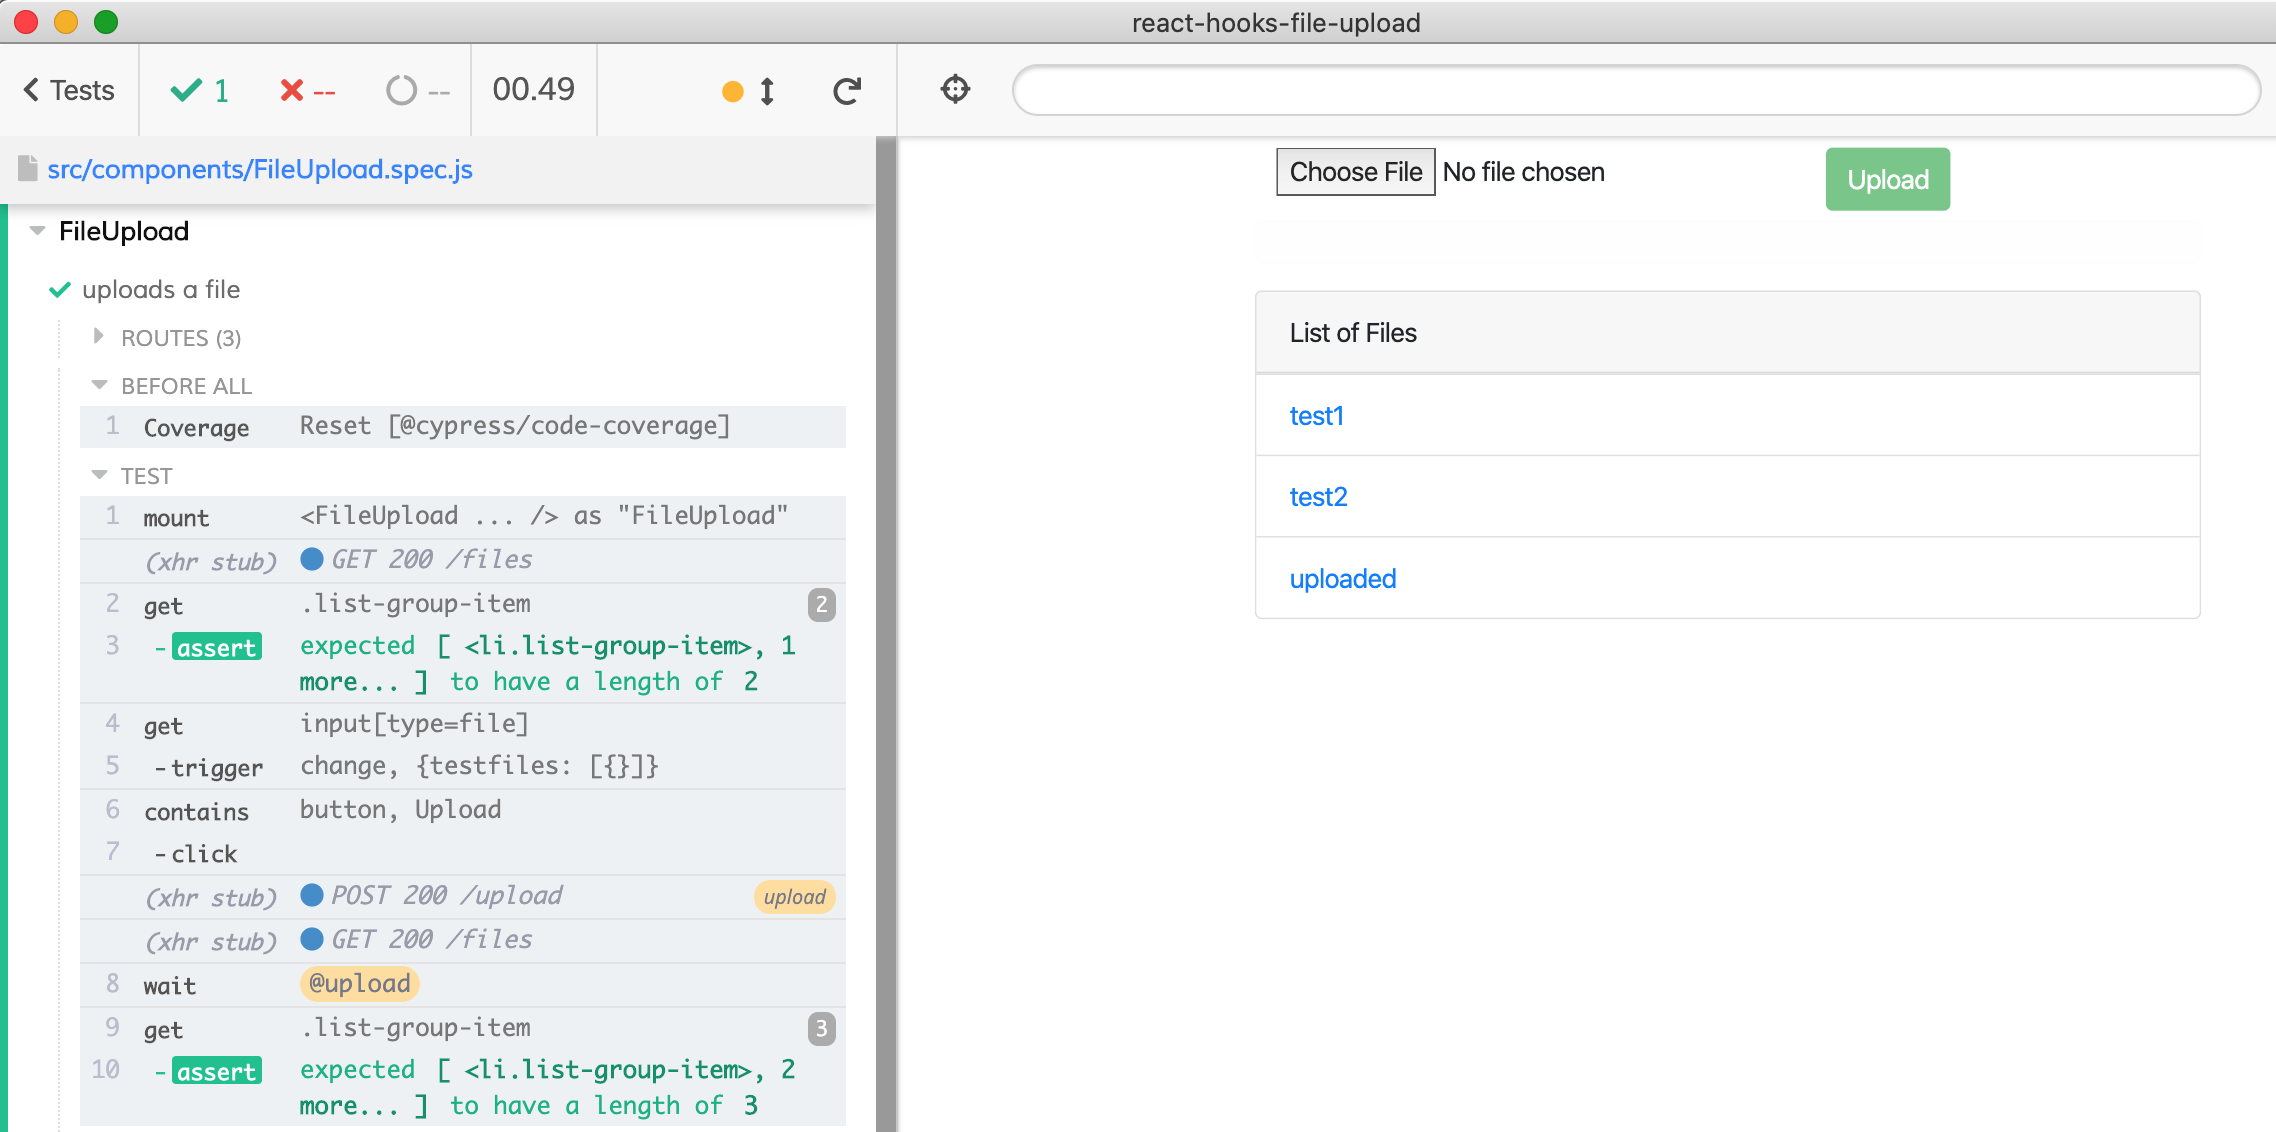 react-hooks-file-upload
Tests 1 -- -- 00.49
src/components/FileUpload.spec.js
FileUpload
uploads a file
ROUTES (3)
BEFORE ALL
1 Coverage Reset [@cypress/code-coverage]
TEST
1 mount <FileUpload ... /> as "FileUpload"
(xhr stub) GET 200 /files
2 get .list-group-item 2
3 -assert expected [ <li.list-group-item>, 1
more... ] to have a length of 2
4 get input[type=file]
5 -trigger change, {testfiles: [{}]}
6 contains button, Upload
7 -click
(xhr stub) POST 200 /upload upload
(xhr stub) GET 200 /files
8 wait @upload
9 get .list-group-item 3
10 -assert expected [ <li.list-group-item>, 2
more... ] to have a length of 3
Choose File No file chosen Upload
List of Files
test1
test2
uploaded